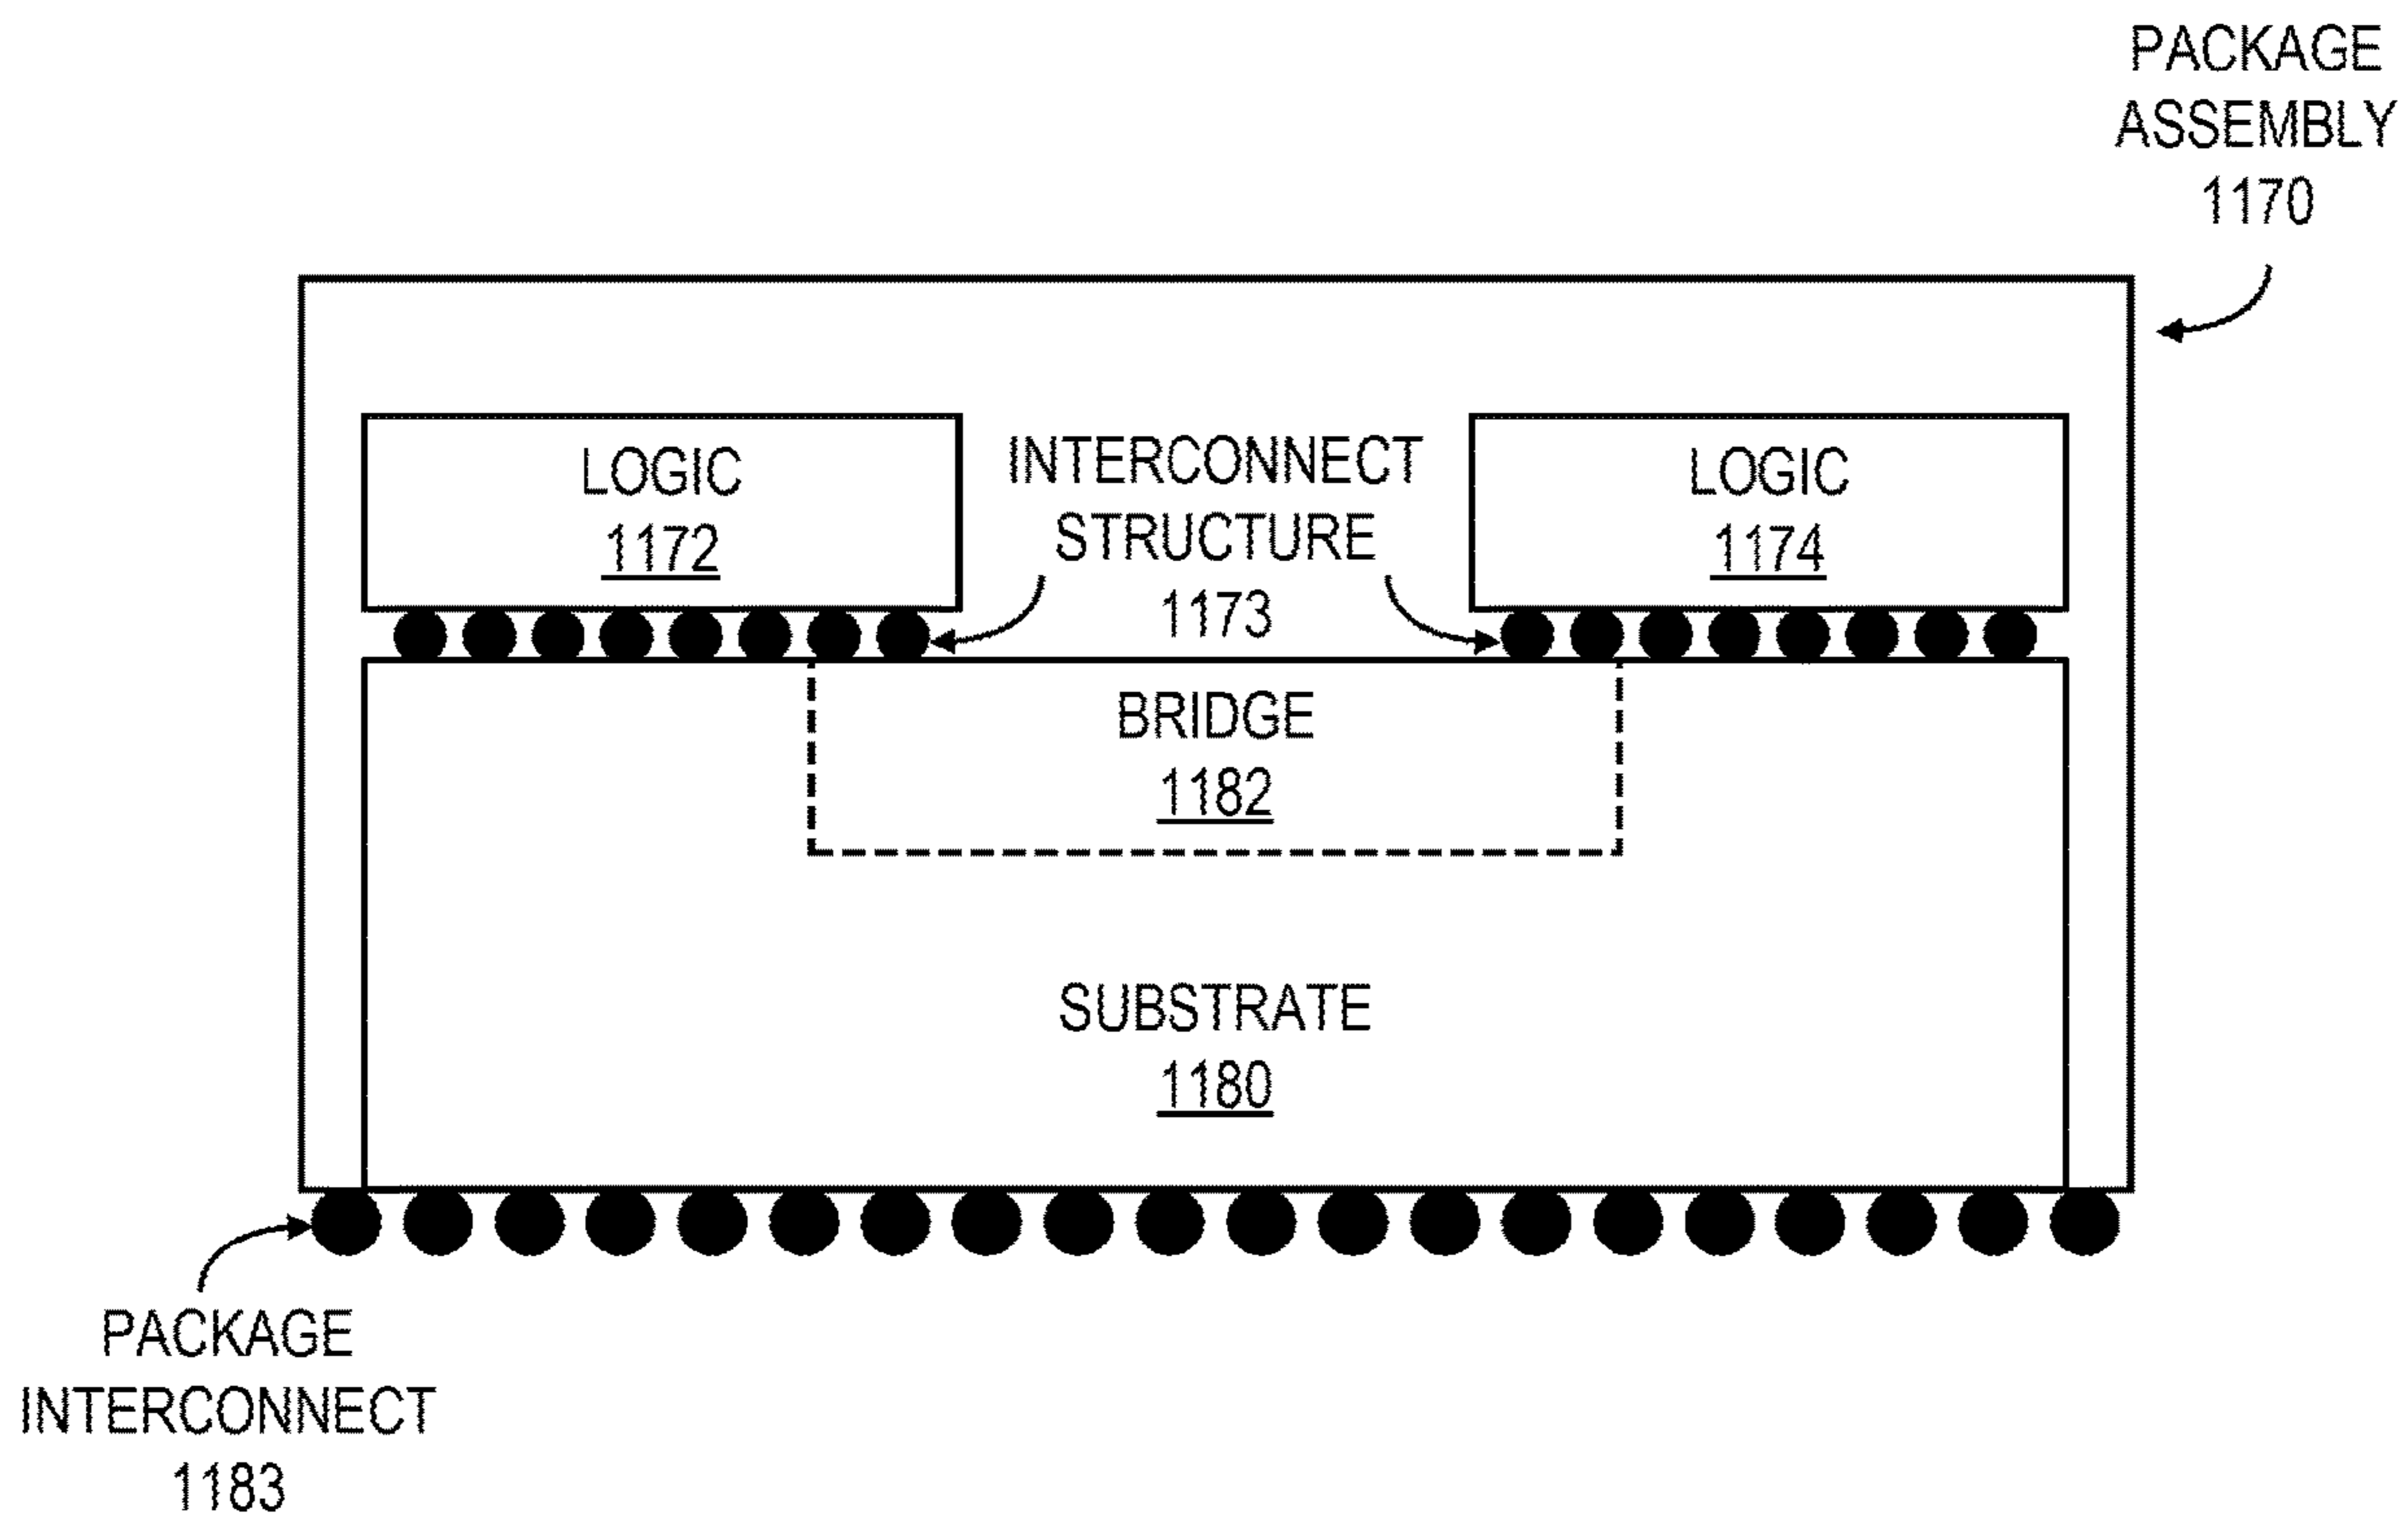 PACKAGE
ASSEMBLY
1170
LOGIC
1172
INTERCONNECT
STRUCTURE
1173
LOGIC
1174
BRIDGE
1182
SUBSTRATE
1180
PACKAGE
INTERCONNECT
1183